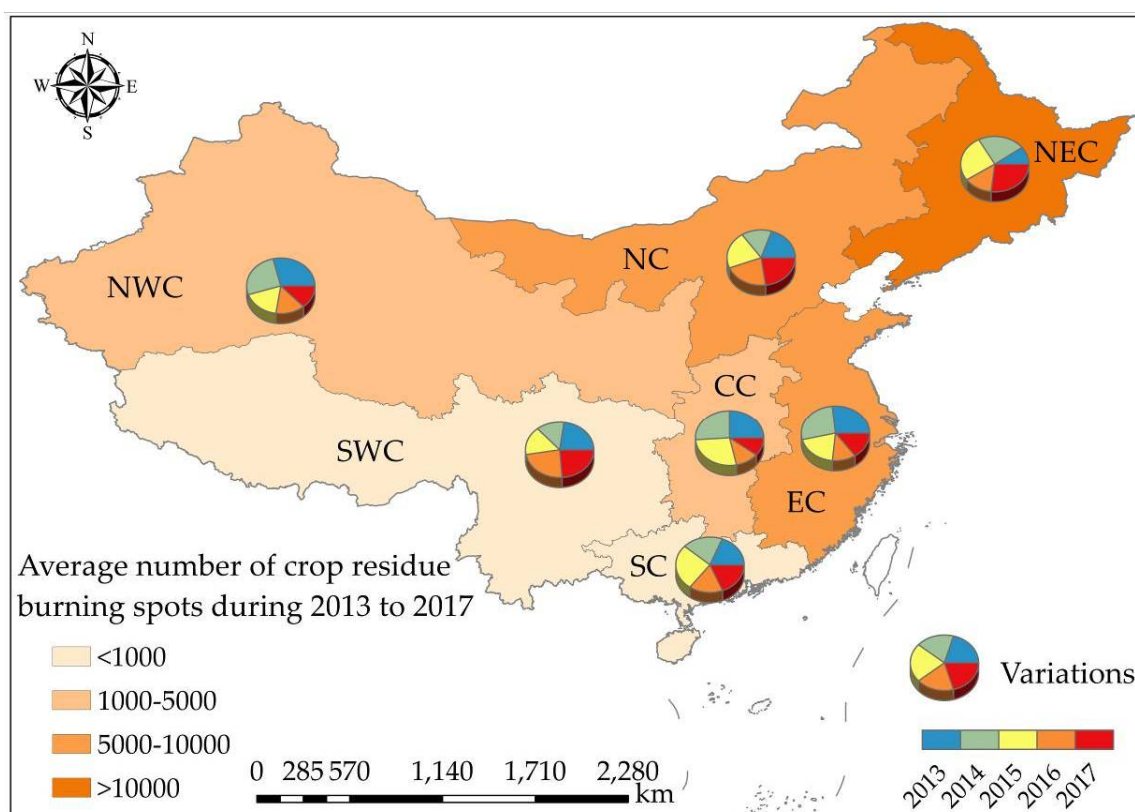 N
W E
S
NEC
NC
NWC
CC
SWC
EC
SC
Average number of crop residue
burning spots during 2013 to 2017
<1000
1000-5000
5000-10000
>10000
0 285 570 1,140 1,710 2,280
km
Variations
2013 2014 2015 2016 2017